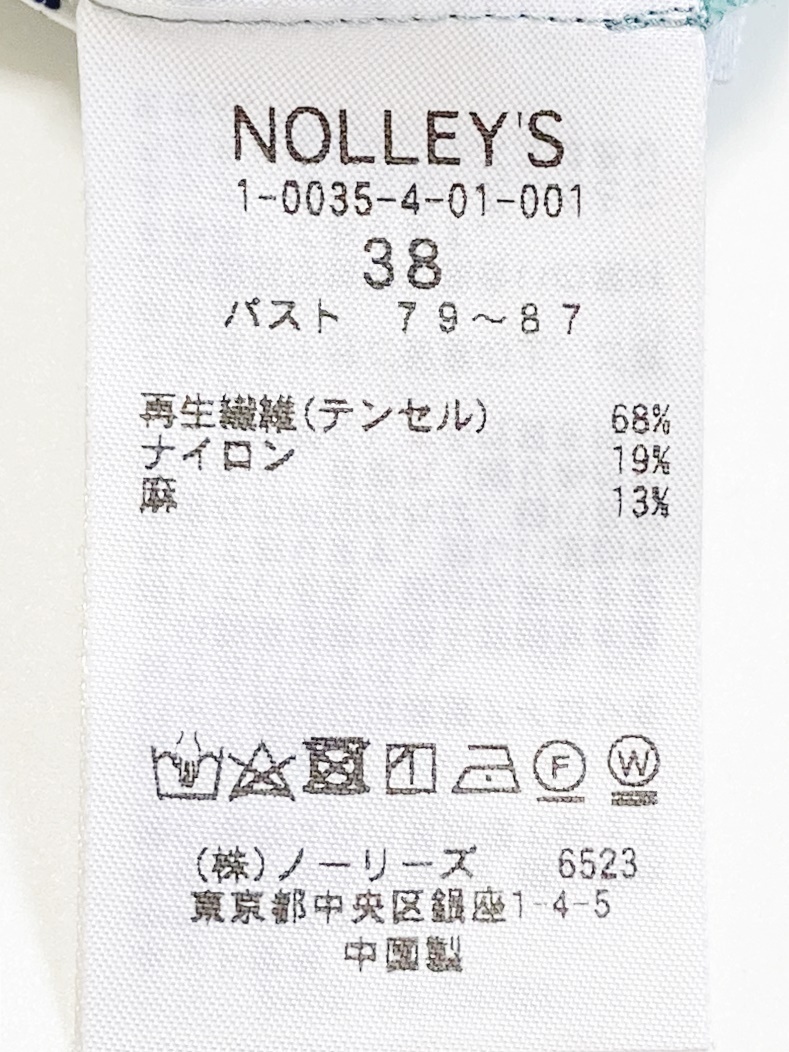 NOLLEY'S
1-0035-4-01-001
38
バスト　79〜87
再生繊維(テンセル) 68%
ナイロン 19%
麻 13%
F W
(株)ノーリーズ 6523
東京都中央区銀座1-4-5
中国製